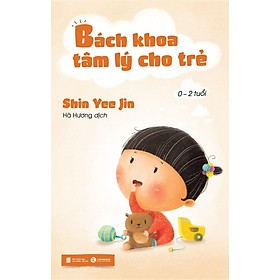 Bách khoa
tâm lý cho trẻ
0 – 2 tuổi
Shin Yee Jin
Hà Hương dịch